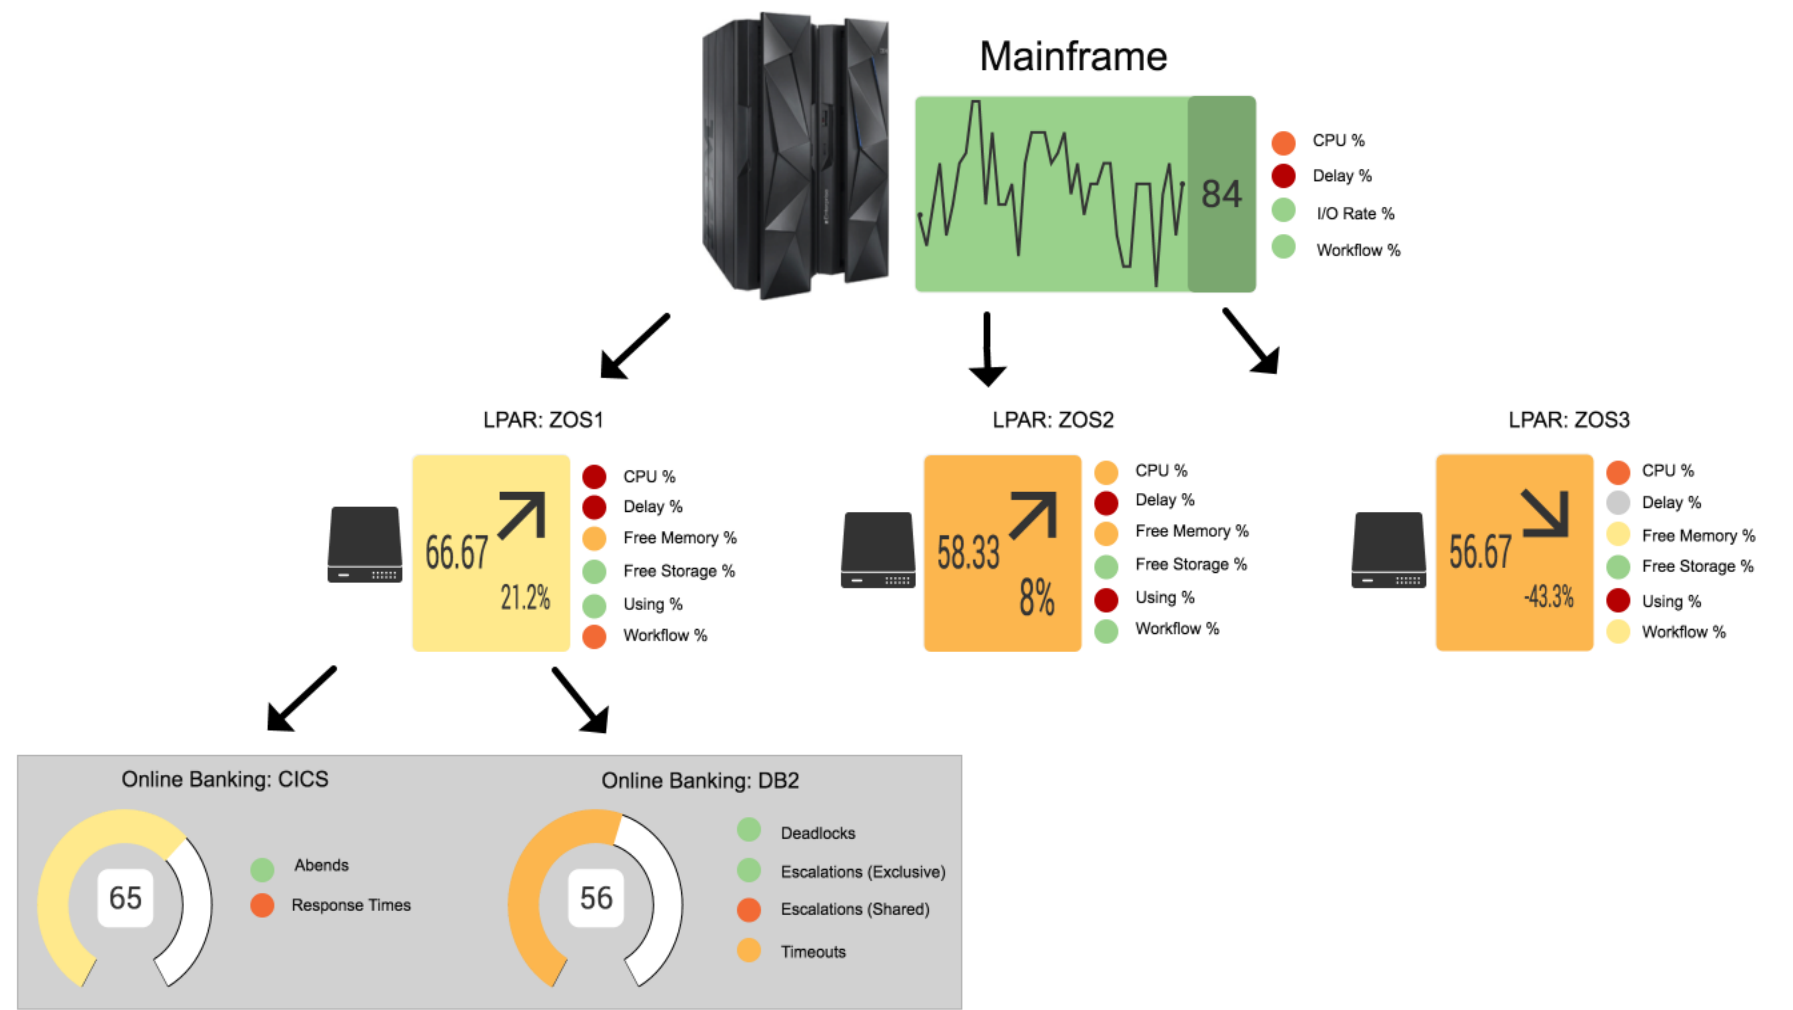 Mainframe
84
CPU %
Delay %
I/O Rate %
Workflow %
LPAR: ZOS1
66.67
21.2%
CPU %
Delay %
Free Memory %
Free Storage %
Using %
Workflow %
LPAR: ZOS2
58.33
8%
CPU %
Delay %
Free Memory %
Free Storage %
Using %
Workflow %
LPAR: ZOS3
56.67
-43.3%
CPU %
Delay %
Free Memory %
Free Storage %
Using %
Workflow %
Online Banking: CICS
65
Abends
Response Times
Online Banking: DB2
56
Deadlocks
Escalations (Exclusive)
Escalations (Shared)
Timeouts